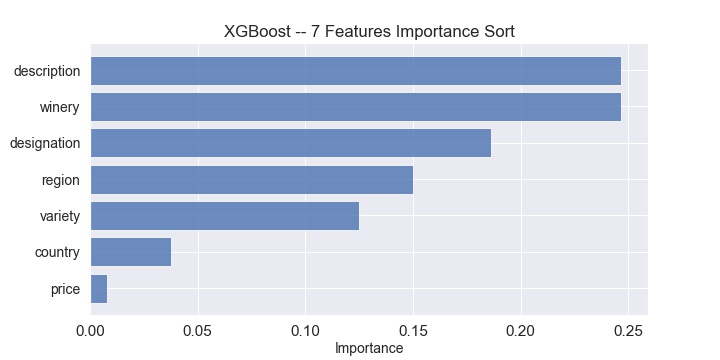 XGBoost -- 7 Features Importance Sort
description
winery
designation
region
variety
country
price
0.00 0.05 0.10 0.15 0.20 0.25
Importance